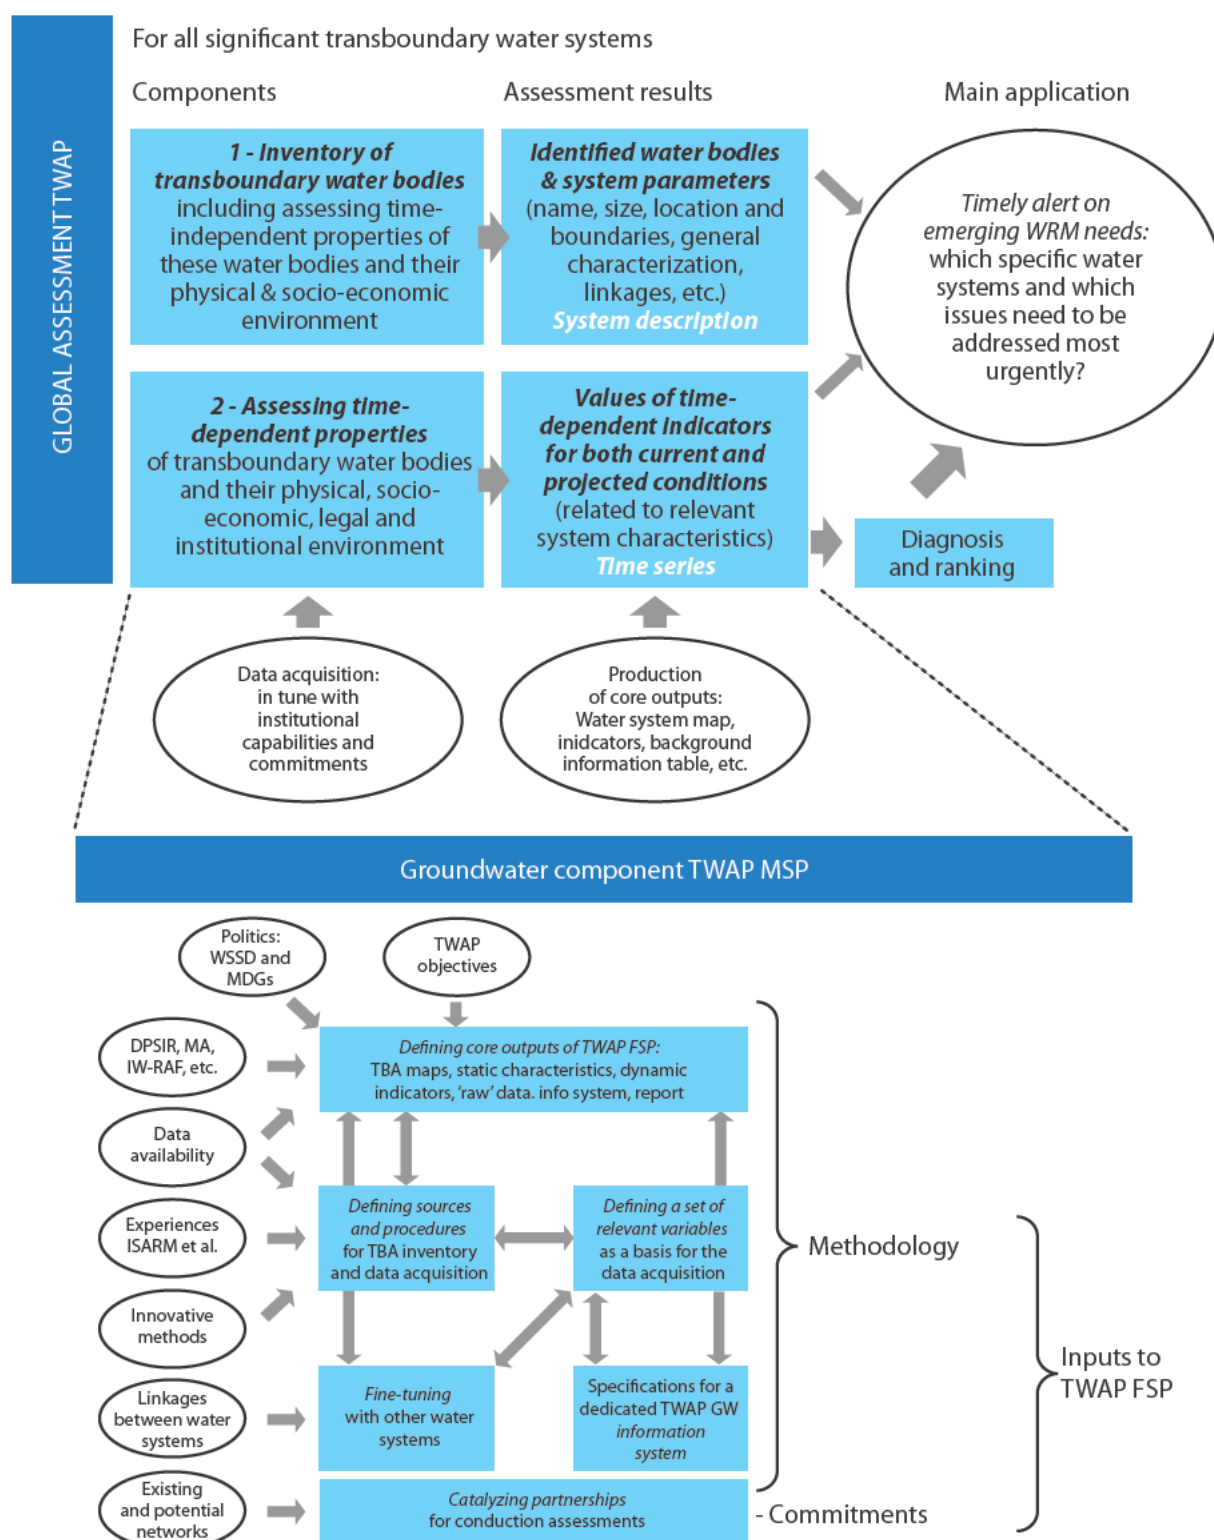 For all significant transboundary water systems
Components
Assessment results
Main application
GLOBAL ASSESSMENT TWAP
1 - Inventory of
transboundary water bodies
including assessing time-
independent properties of
these water bodies and their
physical & socio-economic
environment
Identified water bodies
& system parameters
(name, size, location and
boundaries, general
characterization,
linkages, etc.)
System description
Timely alert on
emerging WRM needs:
which specific water
systems and which
issues need to be
addressed most
urgently?
2 - Assessing time-
dependent properties
of transboundary water bodies
and their physical, socio-
economic, legal and
institutional environment
Values of time-
dependent indicators
for both current and
projected conditions
(related to relevant
system characteristics)
Time series
Diagnosis
and ranking
Data acquisition:
in tune with
institutional
capabilities and
commitments
Production
of core outputs:
Water system map,
inidcators, background
information table, etc.
Groundwater component TWAP MSP
Politics:
WSSD and
MDGs
TWAP
objectives
DPSIR, MA,
IW-RAF, etc.
Defining core outputs of TWAP FSP:
TBA maps, static characteristics, dynamic
indicators, ‘raw’ data. info system, report
Data
availability
Experiences
ISARM et al.
Defining sources
and procedures
for TBA inventory
and data acquisition
Defining a set of
relevant variables
as a basis for the
data acquisition
Methodology
Innovative
methods
Linkages
between water
systems
Fine-tuning
with other water
systems
Specifications for a
dedicated TWAP GW
information
system
Inputs to
TWAP FSP
Existing
and potential
networks
Catalyzing partnerships
for conduction assessments
- Commitments